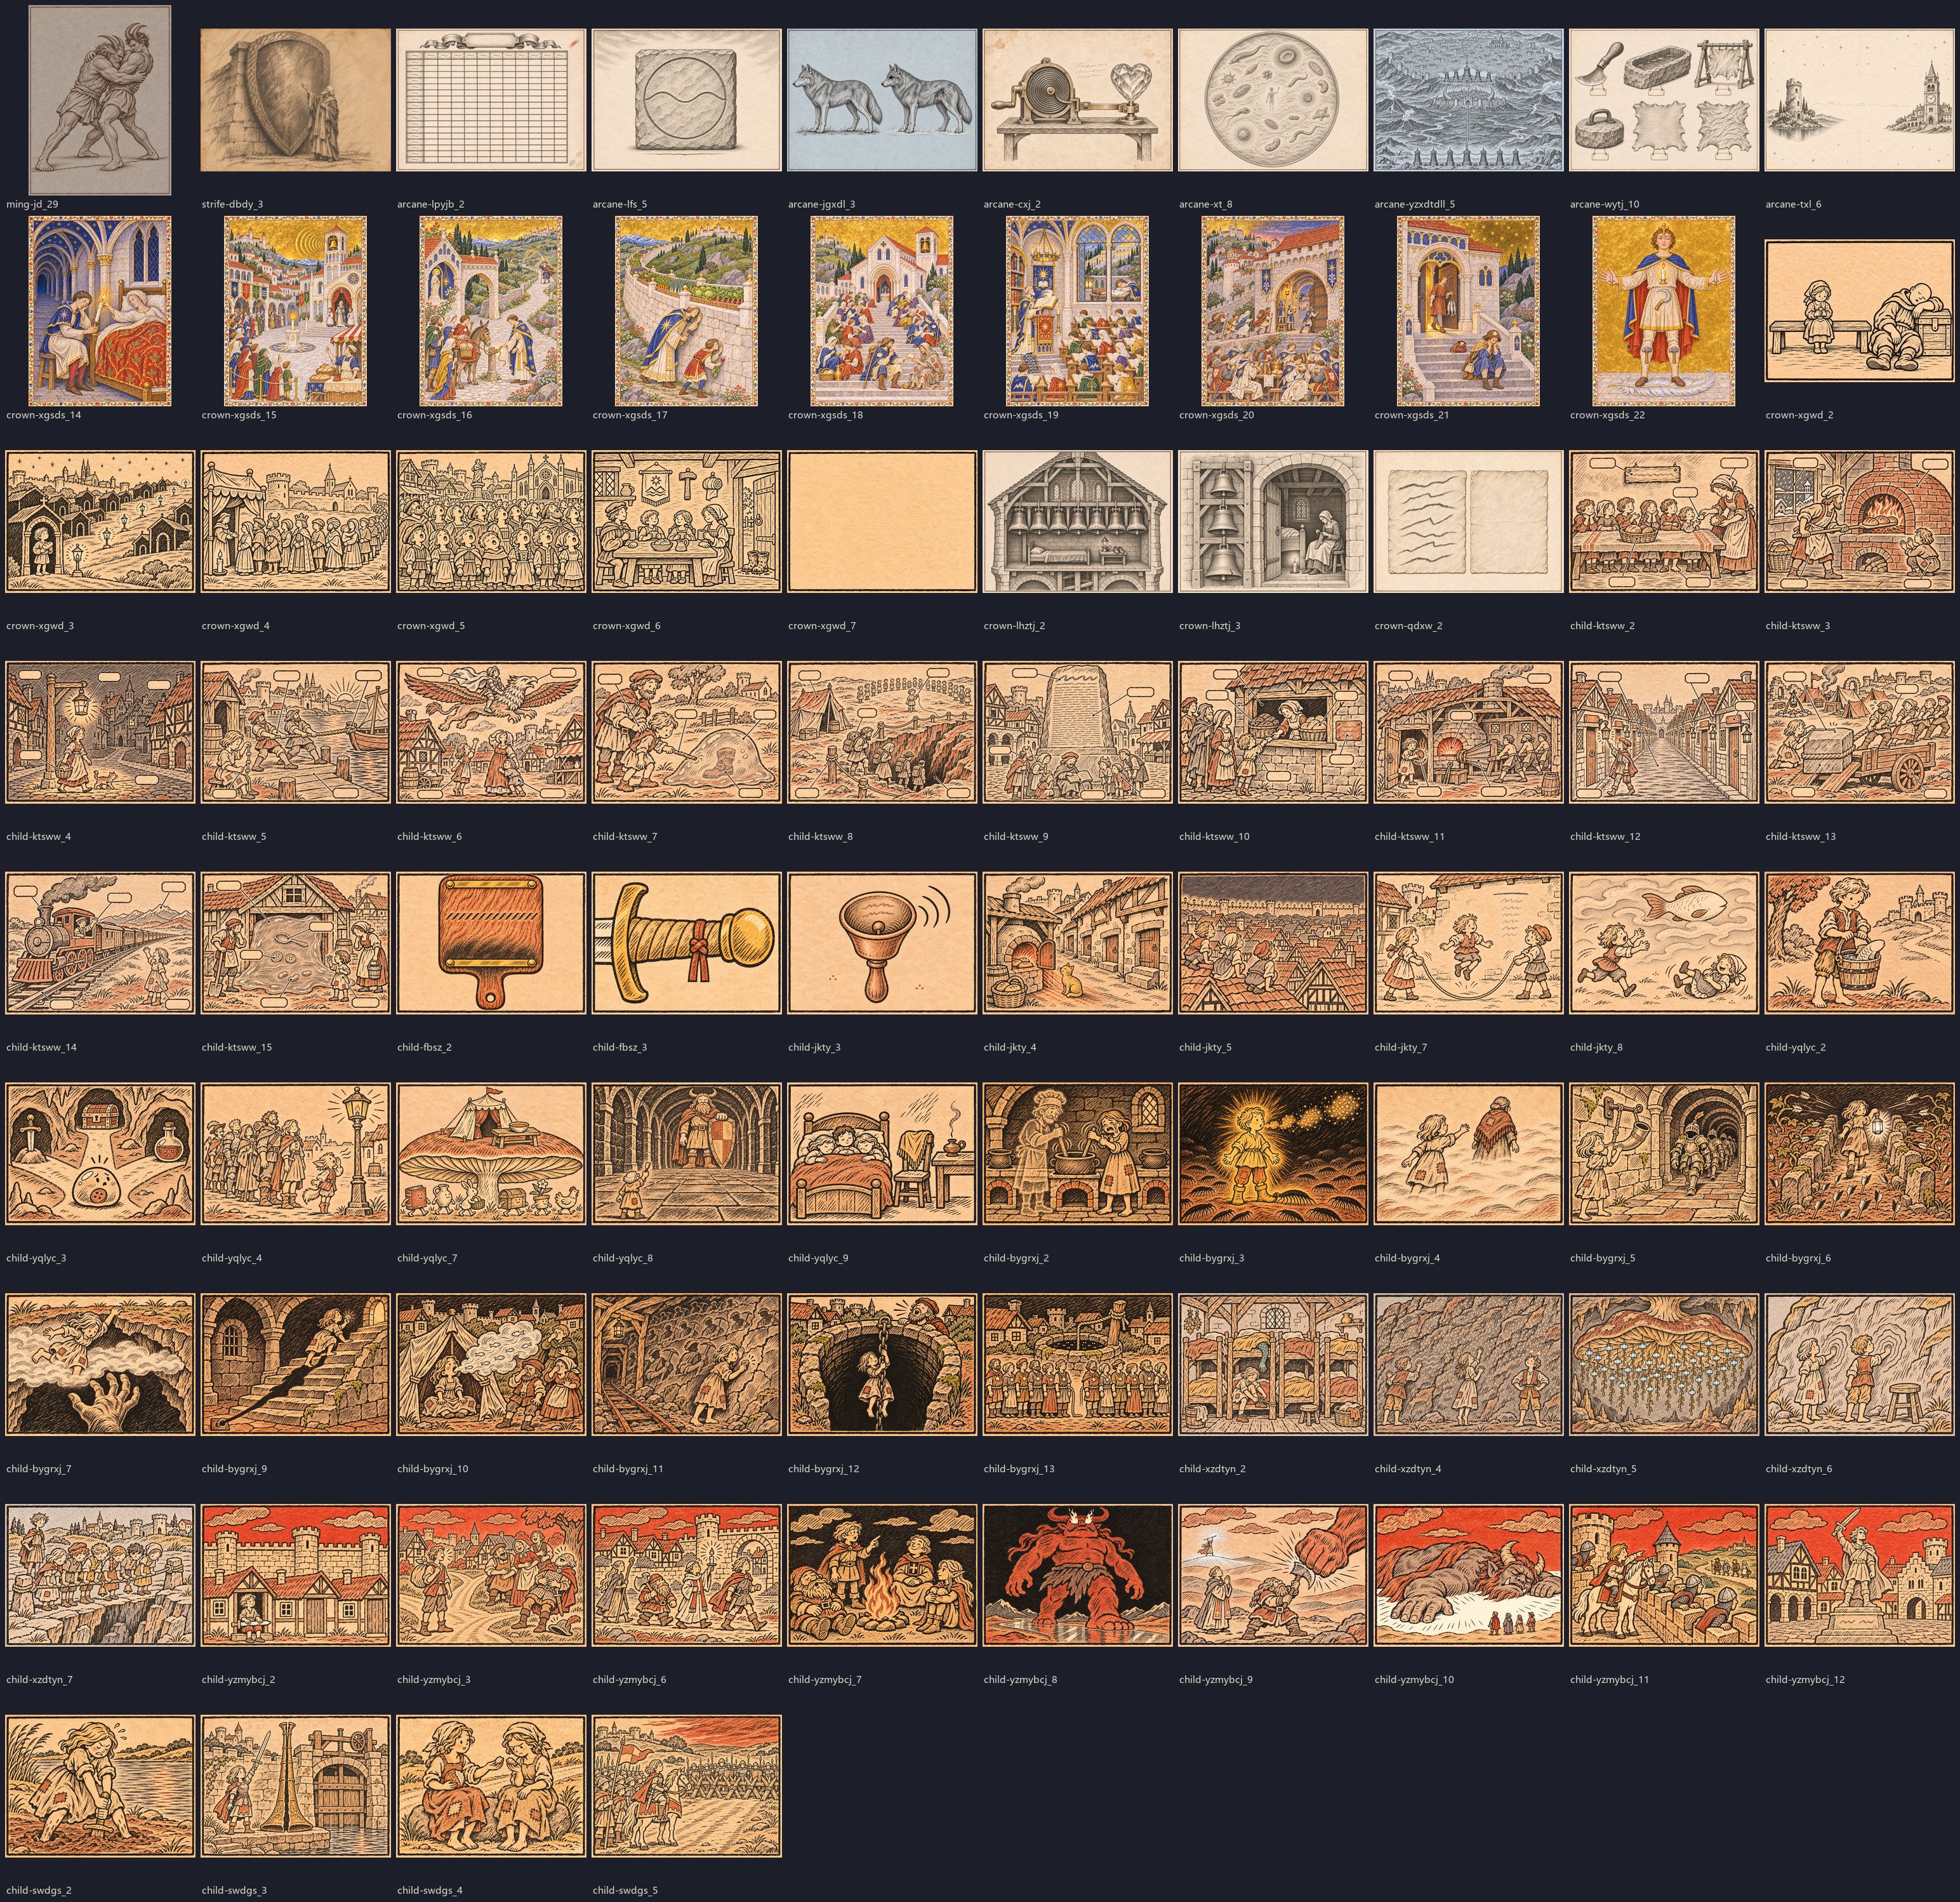 ming-jd_29
strife-dbdy_3
arcane-lpyjb_2
arcane-lfs_5
arcane-jgxdl_3
arcane-cxj_2
arcane-xt_8
arcane-yzxdtdll_5
arcane-wytj_10
arcane-txl_6
crown-xgsds_14
crown-xgsds_15
crown-xgsds_16
crown-xgsds_17
crown-xgsds_18
crown-xgsds_19
crown-xgsds_20
crown-xgsds_21
crown-xgsds_22
crown-xgwd_2
crown-xgwd_3
crown-xgwd_4
crown-xgwd_5
crown-xgwd_6
crown-xgwd_7
crown-lhztj_2
crown-lhztj_3
crown-qdxw_2
child-ktsww_2
child-ktsww_3
child-ktsww_4
child-ktsww_5
child-ktsww_6
child-ktsww_7
child-ktsww_8
child-ktsww_9
child-ktsww_10
child-ktsww_11
child-ktsww_12
child-ktsww_13
child-ktsww_14
child-ktsww_15
child-fbsz_2
child-fbsz_3
child-jkty_3
child-jkty_4
child-jkty_5
child-jkty_7
child-jkty_8
child-yqlyc_2
child-yqlyc_3
child-yqlyc_4
child-yqlyc_7
child-yqlyc_8
child-yqlyc_9
child-bygrxj_2
child-bygrxj_3
child-bygrxj_4
child-bygrxj_5
child-bygrxj_6
child-bygrxj_7
child-bygrxj_9
child-bygrxj_10
child-bygrxj_11
child-bygrxj_12
child-bygrxj_13
child-xzdtyn_2
child-xzdtyn_4
child-xzdtyn_5
child-xzdtyn_6
child-xzdtyn_7
child-yzmybcj_2
child-yzmybcj_3
child-yzmybcj_6
child-yzmybcj_7
child-yzmybcj_8
child-yzmybcj_9
child-yzmybcj_10
child-yzmybcj_11
child-yzmybcj_12
child-swdgs_2
child-swdgs_3
child-swdgs_4
child-swdgs_5